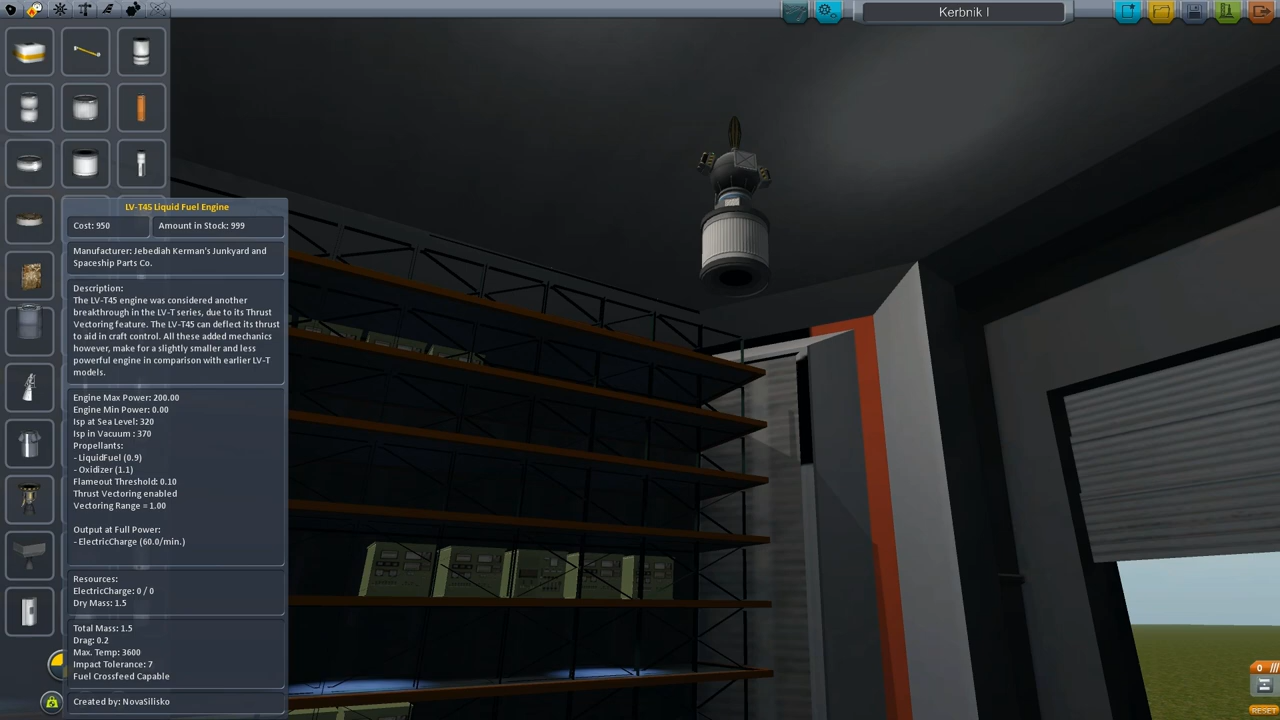 Kerbnik I
LV-T45 Liquid Fuel Engine
Cost: 950
Amount in Stock: 999
Manufacturer: Jebediah Kerman's Junkyard and
Spaceship Parts Co.
Description:
The LV-T45 engine was considered another
breakthrough in the LV-T series, due to its Thrust
Vectoring feature. The LV-T45 can deflect its thrust
to aid in craft control. All these added mechanics
however, make for a slightly smaller and less
powerful engine in comparison with earlier LV-T
models.
Engine Max Power: 200.00
Engine Min Power: 0.00
Isp at Sea Level: 320
Isp in Vacuum : 370
Propellants:
- LiquidFuel (0.9)
- Oxidizer (1.1)
Flameout Threshold: 0.10
Thrust Vectoring enabled
Vectoring Range = 1.00
Output at Full Power:
- ElectricCharge (60.0/min.)
Resources:
ElectricCharge: 0 / 0
Dry Mass: 1.5
Total Mass: 1.5
Drag: 0.2
Max. Temp: 3600
Impact Tolerance: 7
Fuel Crossfeed Capable
Created by: NovaSilisko
0
RESET